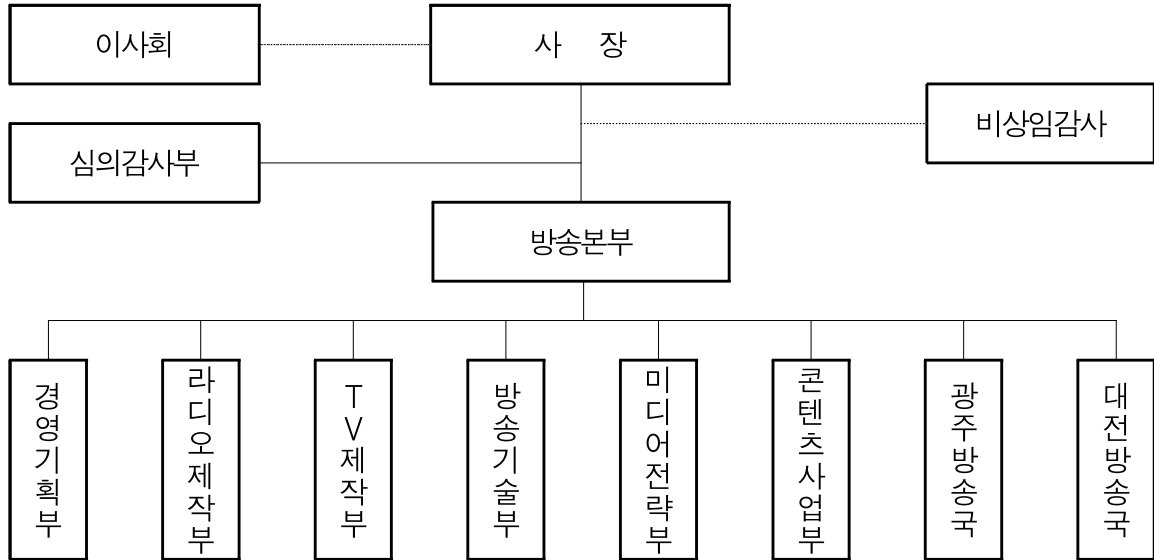 이사회
사 장
비상임감사
심의감사부
방송본부
경영기획부
라디오제작부
TV제작부
방송기술부
미디어전략부
콘텐츠사업부
광주방송국
대전방송국